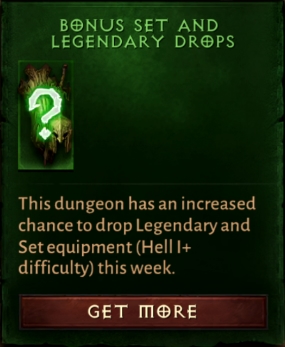 BONUS SET AND
LEGENDARY DROPS
?
This dungeon has an increased
chance to drop Legendary and
Set equipment (Hell I+
difficulty) this week.
GET MORE